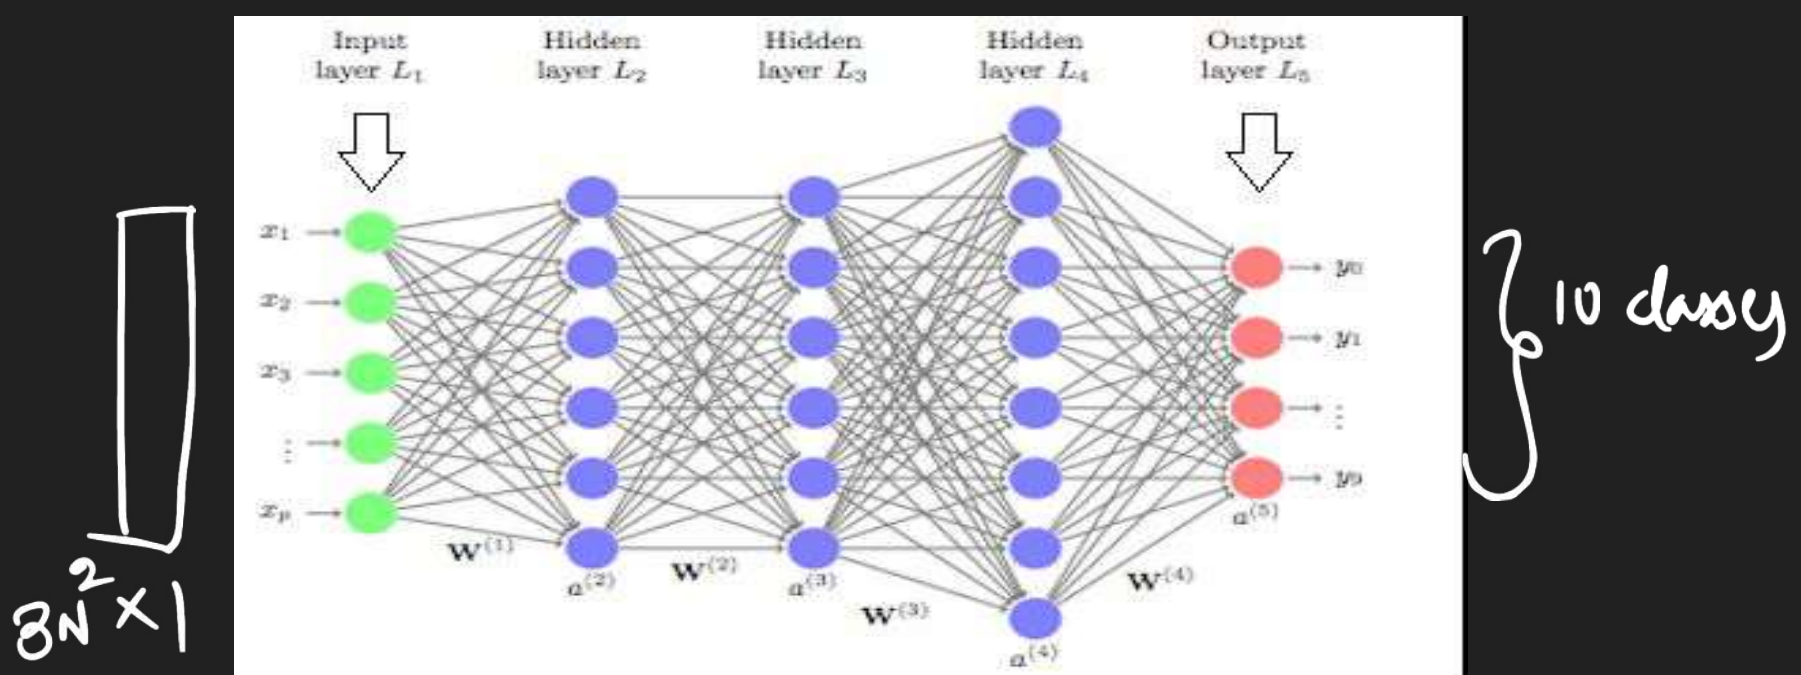 Input
layer L₁
Hidden
layer L₂
Hidden
layer L₃
Hidden
layer L₄
Output
layer L₅
x₁
x₂
x₃
⋮
xₚ
y₀
y₁
⋮
y₉
W⁽¹⁾
a⁽²⁾
W⁽²⁾
a⁽³⁾
W⁽³⁾
a⁽⁴⁾
W⁽⁴⁾
a⁽⁵⁾
3N² × 1
10 classes